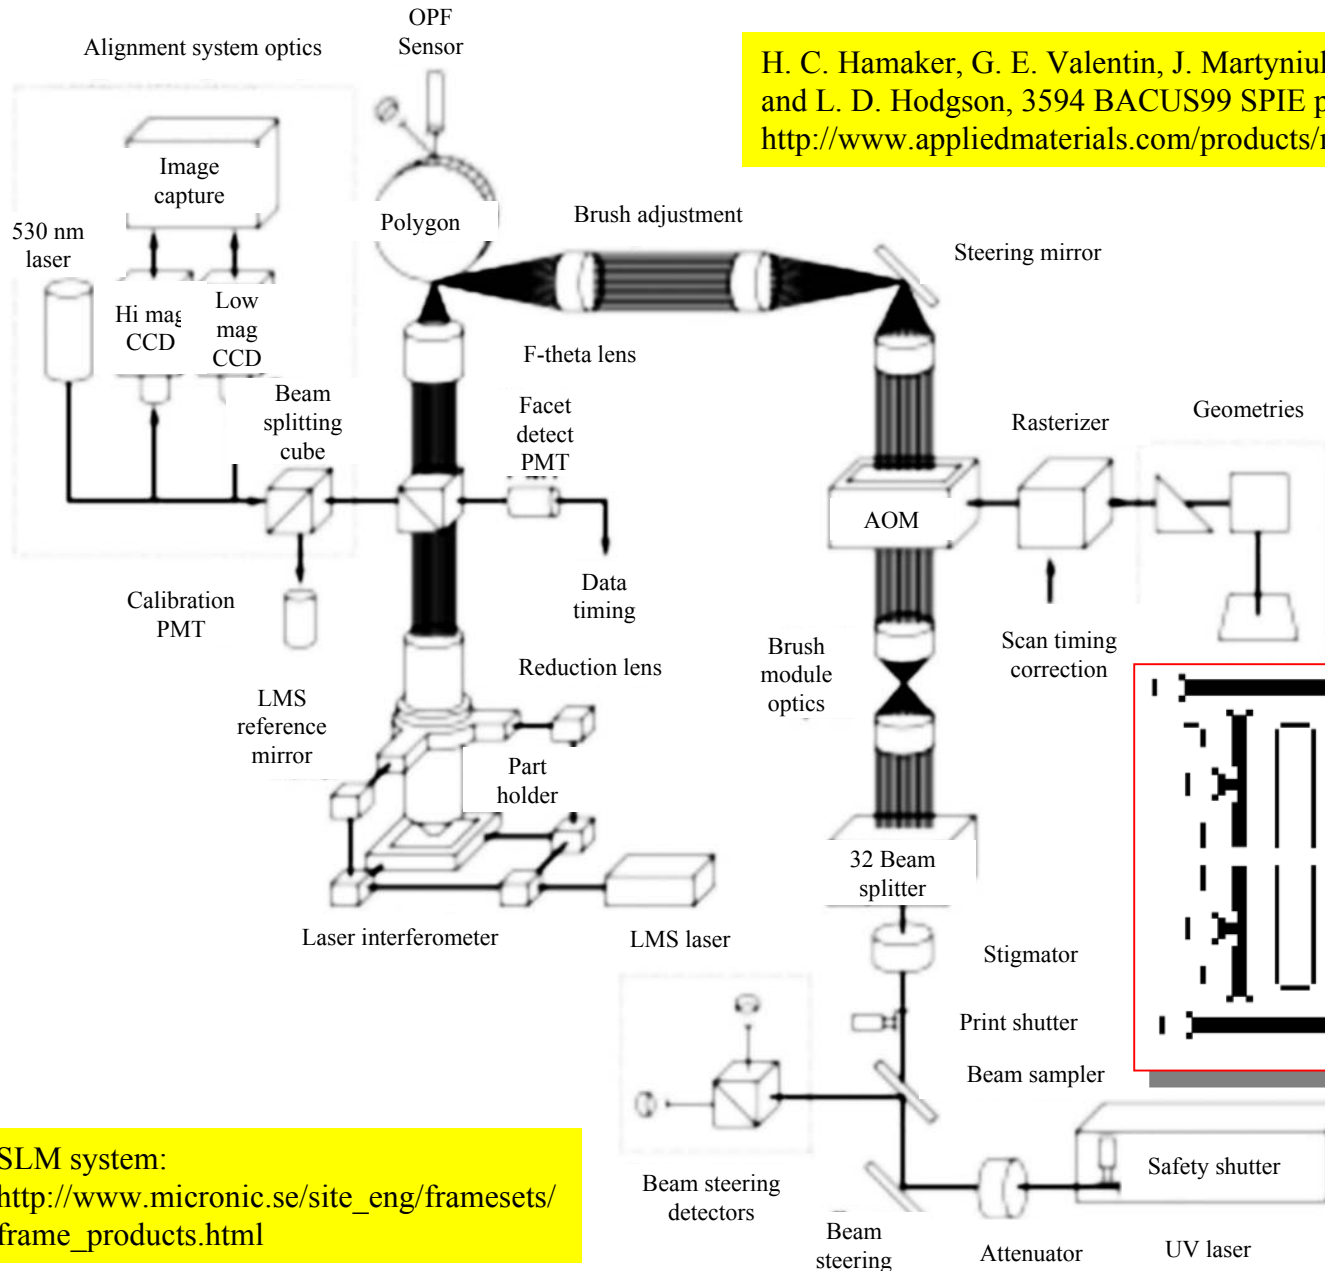 OPF
Sensor
Alignment system optics
H. C. Hamaker, G. E. Valentin, J. Martyniuk
and L. D. Hodgson, 3594 BACUS99 SPIE p
http://www.appliedmaterials.com/products/
Image
capture
Polygon
Brush adjustment
530 nm
laser
Steering mirror
Hi mag
CCD
Low
mag
CCD
F-theta lens
Beam
splitting
cube
Facet
detect
PMT
Rasterizer
Geometries
AOM
Calibration
PMT
Data
timing
Scan timing
correction
Brush
module
optics
Reduction lens
LMS
reference
mirror
Part
holder
32 Beam
splitter
Laser interferometer
LMS laser
Stigmator
Print shutter
Beam sampler
SLM system:
http://www.micronic.se/site_eng/framesets/
frame_products.html
Safety shutter
Beam steering
detectors
Beam
steering
Attenuator
UV laser